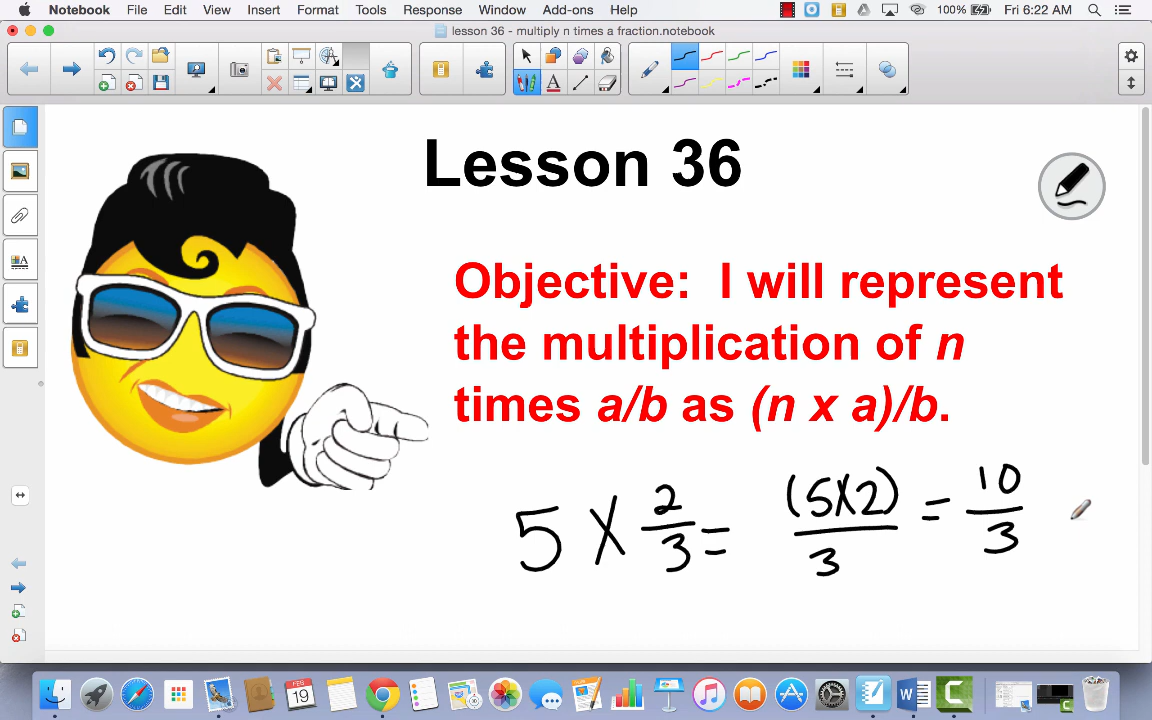 Notebook File Edit View Insert Format Tools Response Window Add-ons Help 100% Fri 6:22 AM
lesson 36 - multiply n times a fraction.notebook
Lesson 36
Objective: I will represent
the multiplication of n
times a/b as (n x a)/b.
5 X 2/3 = (5X2)/3 = 10/3
FEB
19